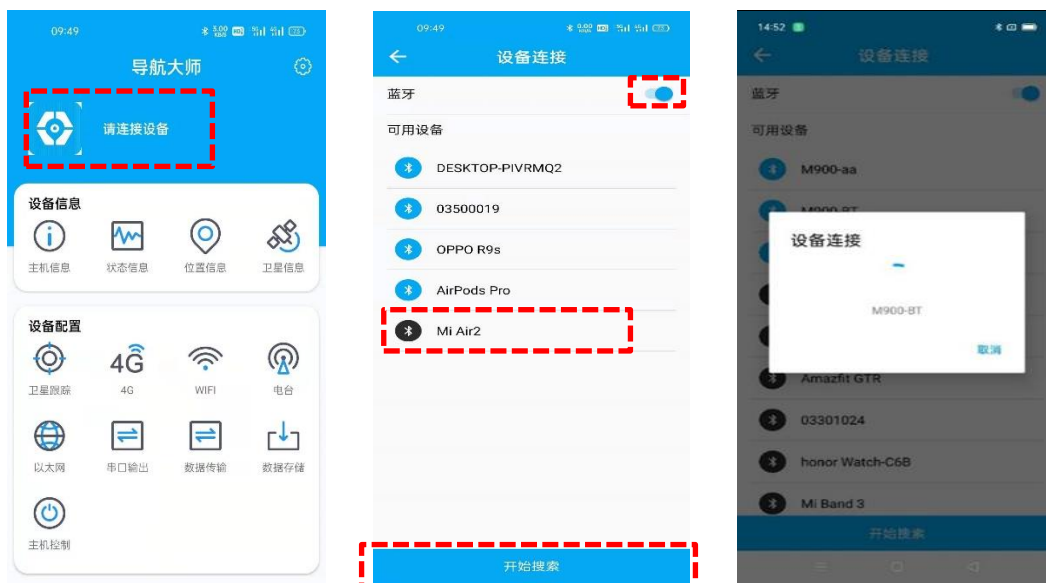 09:49
导航大师
请连接设备
设备信息
主机信息 状态信息 位置信息 卫星信息
设备配置
卫星跟踪 4G WIFI 电台
以太网 串口输出 数据传输 数据存储
主机控制
09:49
设备连接
蓝牙
可用设备
DESKTOP-PIVRMQ2
03500019
OPPO R9s
AirPods Pro
Mi Air2
开始搜索
14:52
设备连接
蓝牙
可用设备
M900-aa
M900-BT
设备连接
M900-BT
取消
Amazfit GTR
03301024
honor Watch-C6B
Mi Band 3
开始搜索